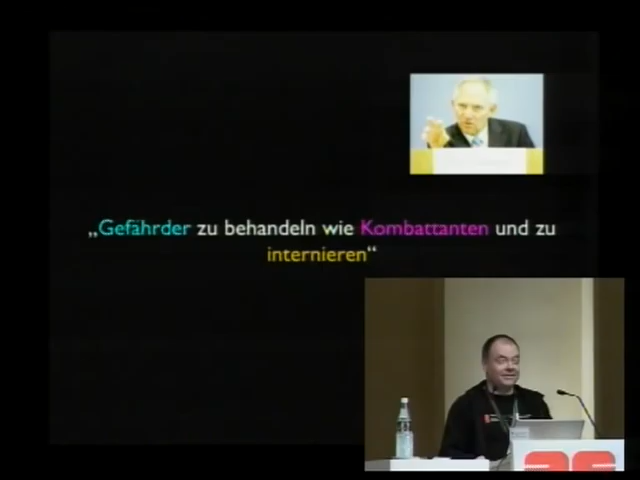 „Gefährder zu behandeln wie Kombattanten und zu
internieren“